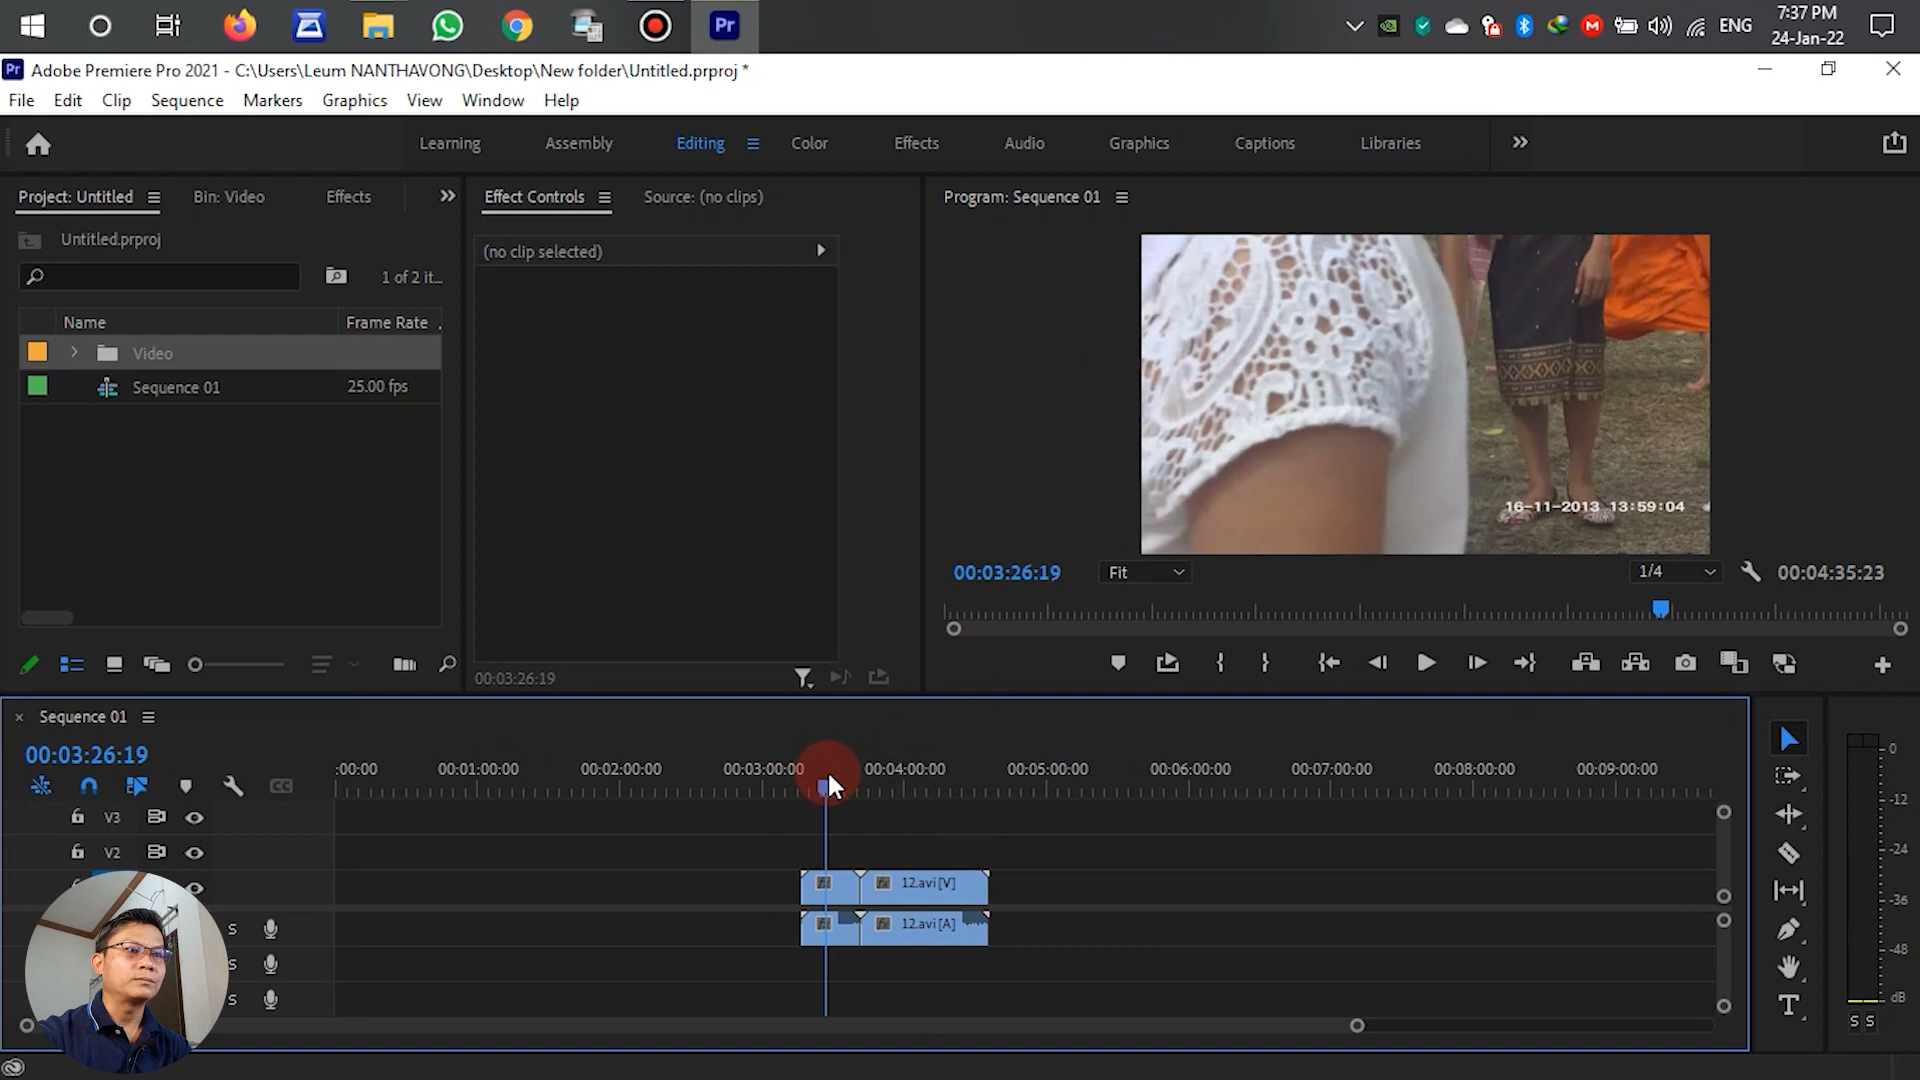 Pr
ENG
7:37 PM
24-Jan-22
Pr Adobe Premiere Pro 2021 - C:\Users\Leum NANTHAVONG\Desktop\New folder\Untitled.prproj *
File Edit Clip Sequence Markers Graphics View Window Help
Learning Assembly Editing Color Effects Audio Graphics Captions Libraries
Project: Untitled Bin: Video Effects
Untitled.prproj
1 of 2 it...
Name Frame Rate
Video
Sequence 01 25.00 fps
Effect Controls Source: (no clips)
(no clip selected)
00:03:26:19
Program: Sequence 01
16-11-2013 13:59:04
00:03:26:19 Fit 1/4 00:04:35:23
× Sequence 01
00:03:26:19
:00:00 00:01:00:00 00:02:00:00 00:03:00:00 00:04:00:00 00:05:00:00 00:06:00:00 00:07:00:00 00:08:00:00 00:09:00:00
CC
V3
V2
fx fx 12.avi [V]
S fx fx 12.avi [A]
S
S
0
-12
-24
-36
-48
dB
S S